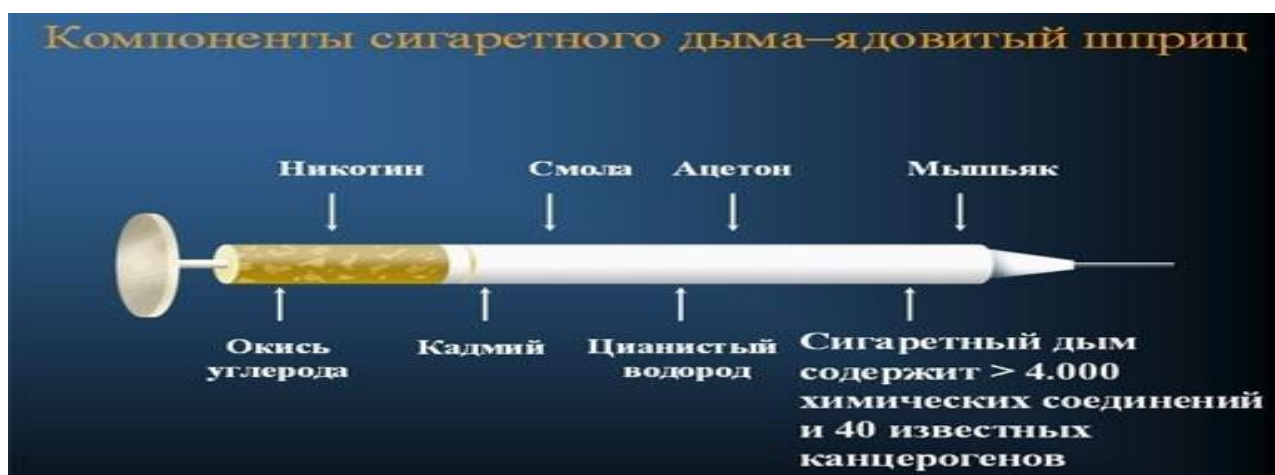 Компоненты сигаретного дыма–ядовитый шприц
Никотин
Смола
Ацетон
Мышьяк
Окись
углерода
Кадмий
Цианистый
водород
Сигаретный дым
содержит > 4.000
химических соединений
и 40 известных
канцерогенов